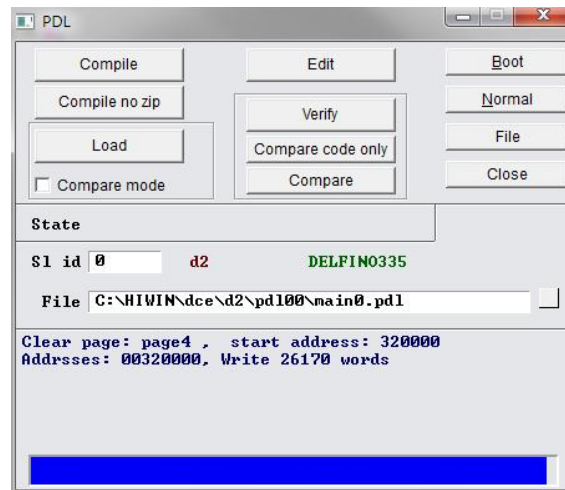 PDL
Compile
Edit
Boot
Compile no zip
Verify
Normal
Load
Compare code only
File
Compare mode
Compare
Close
State
Sl id 0 d2 DELFINO335
File C:\HIWIN\dce\d2\pdl00\main0.pdl
Clear page: page4 , start address: 320000
Addrsses: 00320000, Write 26170 words